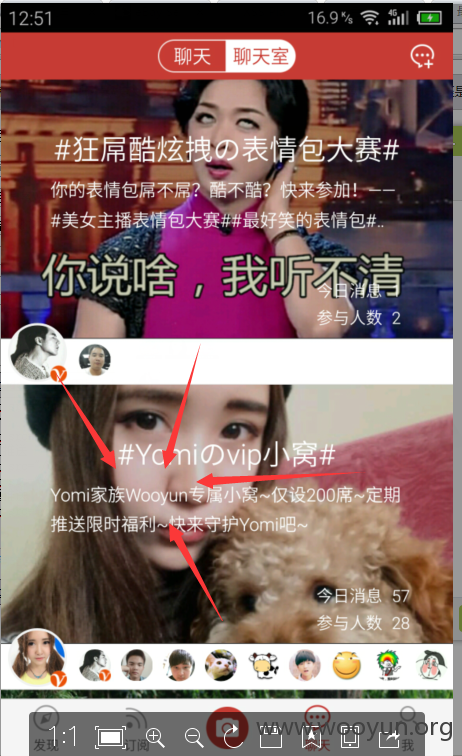 12:51
16.9 K/s
4G
聊天
聊天室
#狂屌酷炫拽の表情包大赛#
你的表情包屌不屌？酷不酷？快来参加！——
#美女主播表情包大赛##最好笑的表情包#..
你说啥，我听不清
今日消息
参与人数 2
#Yomiのvip小窝#
Yomi家族Wooyun专属小窝~仅设200席~定期
推送限时福利~快来守护Yomi吧~
今日消息 57
参与人数 28
发现
订阅
我
1:1
www.wooyun.org